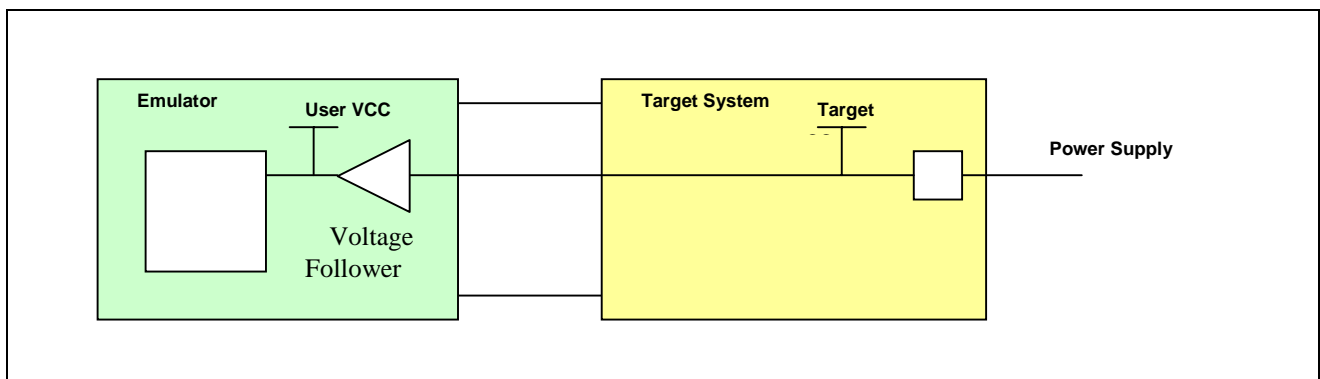 Emulator
User VCC
Target System
Target
Power Supply
Voltage
Follower